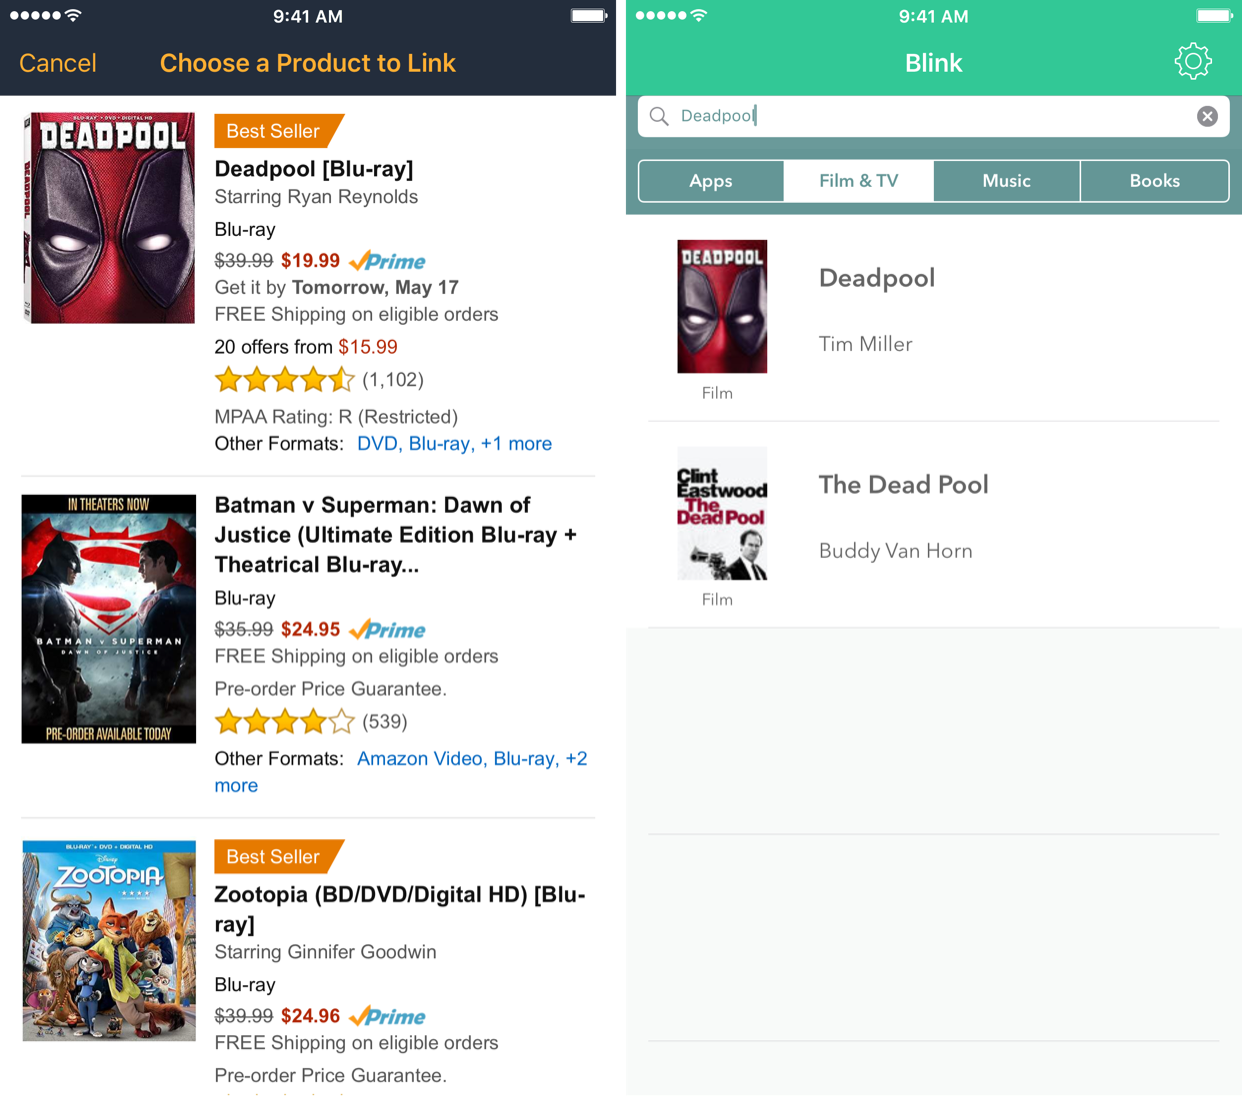 9:41 AM
Cancel
Choose a Product to Link
BLU-RAY + DVD + DIGITAL HD
DEADPOOL
DEADPOOL
Best Seller
Deadpool [Blu-ray]
Starring Ryan Reynolds
Blu-ray
$39.99 $19.99 Prime
Get it by Tomorrow, May 17
FREE Shipping on eligible orders
20 offers from $15.99
(1,102)
MPAA Rating: R (Restricted)
Other Formats: DVD, Blu-ray, +1 more
IN THEATERS NOW
BATMAN v SUPERMAN
DAWN OF JUSTICE
PRE-ORDER AVAILABLE TODAY
Batman v Superman: Dawn of
Justice (Ultimate Edition Blu-ray +
Theatrical Blu-ray...
Blu-ray
$35.99 $24.95 Prime
FREE Shipping on eligible orders
Pre-order Price Guarantee.
(539)
Other Formats: Amazon Video, Blu-ray, +2
more
BLU-RAY + DVD + DIGITAL HD
Disney
ZOOTOPIA
Best Seller
Zootopia (BD/DVD/Digital HD) [Blu-
ray]
Starring Ginnifer Goodwin
Blu-ray
$39.99 $24.96 Prime
FREE Shipping on eligible orders
Pre-order Price Guarantee.
9:41 AM
Blink
Deadpool
Apps
Film & TV
Music
Books
DEADPOOL
Film
Deadpool
Tim Miller
Clint
Eastwood
The
Dead Pool
Film
The Dead Pool
Buddy Van Horn